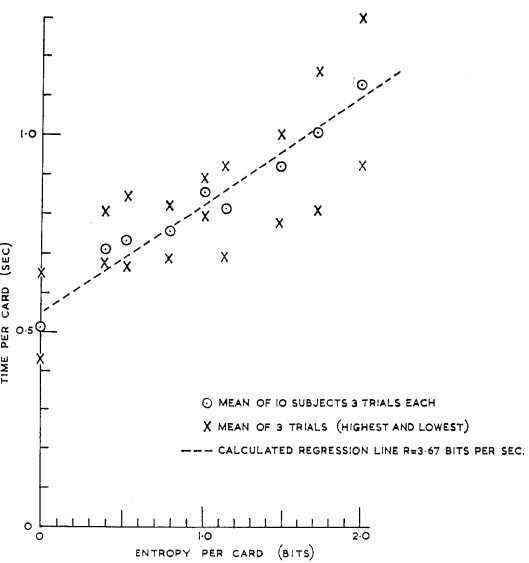 1·0
TIME PER CARD (SEC)
0·5
⊙ MEAN OF 10 SUBJECTS 3 TRIALS EACH
X MEAN OF 3 TRIALS (HIGHEST AND LOWEST)
--- CALCULATED REGRESSION LINE R=3·67 BITS PER SEC.
0
0 1·0 2·0
ENTROPY PER CARD (BITS)